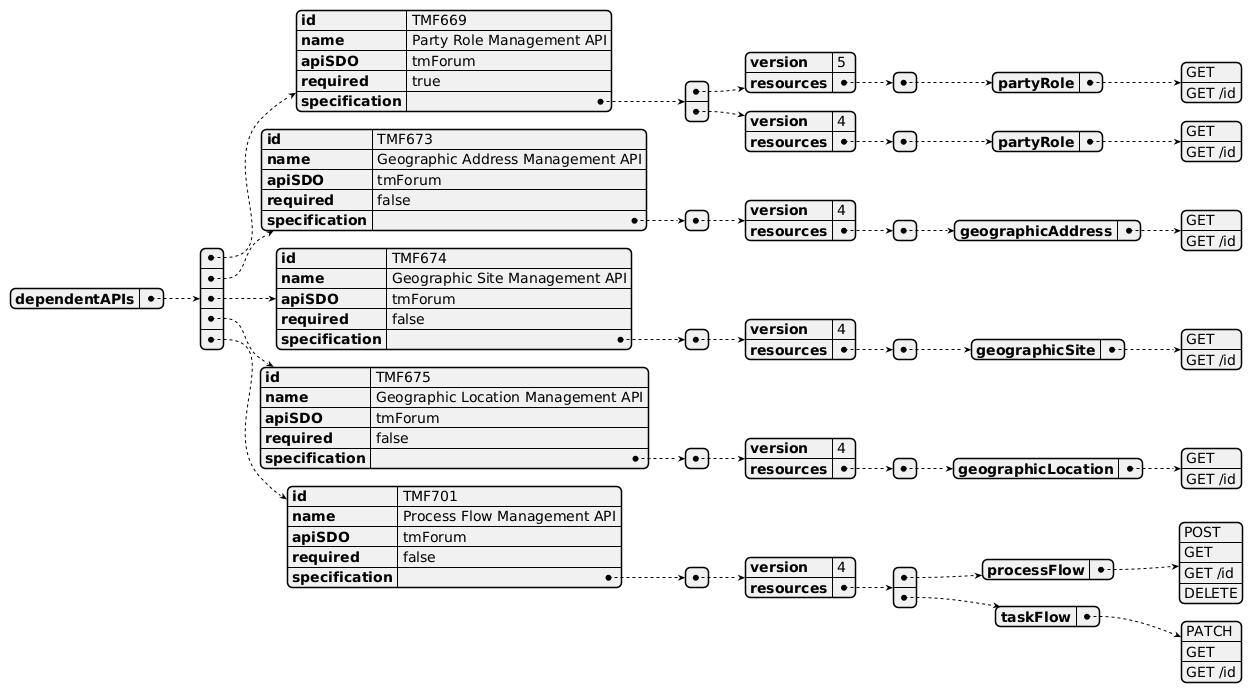 dependentAPIs
id TMF669
name Party Role Management API
apiSDO tmForum
required true
specification
version 5
resources
partyRole
GET
GET /id
version 4
resources
partyRole
GET
GET /id
id TMF673
name Geographic Address Management API
apiSDO tmForum
required false
specification
version 4
resources
geographicAddress
GET
GET /id
id TMF674
name Geographic Site Management API
apiSDO tmForum
required false
specification
version 4
resources
geographicSite
GET
GET /id
id TMF675
name Geographic Location Management API
apiSDO tmForum
required false
specification
version 4
resources
geographicLocation
GET
GET /id
id TMF701
name Process Flow Management API
apiSDO tmForum
required false
specification
version 4
resources
processFlow
POST
GET
GET /id
DELETE
taskFlow
PATCH
GET
GET /id